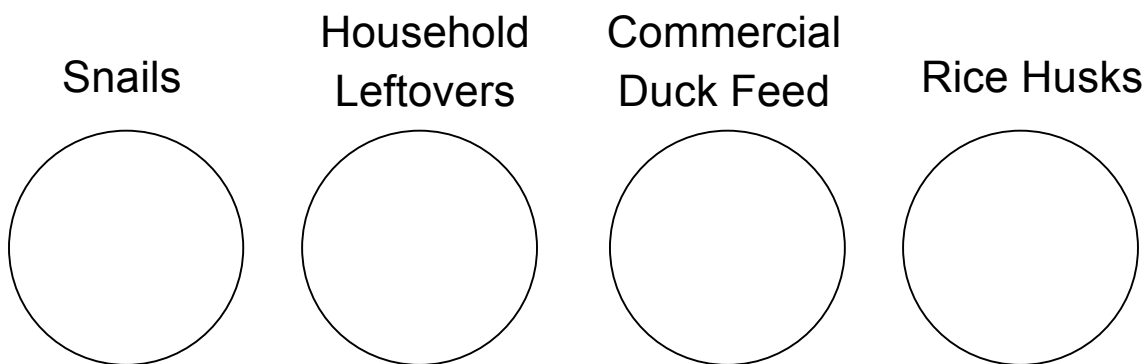 Snails
Household
Leftovers
Commercial
Duck Feed
Rice Husks